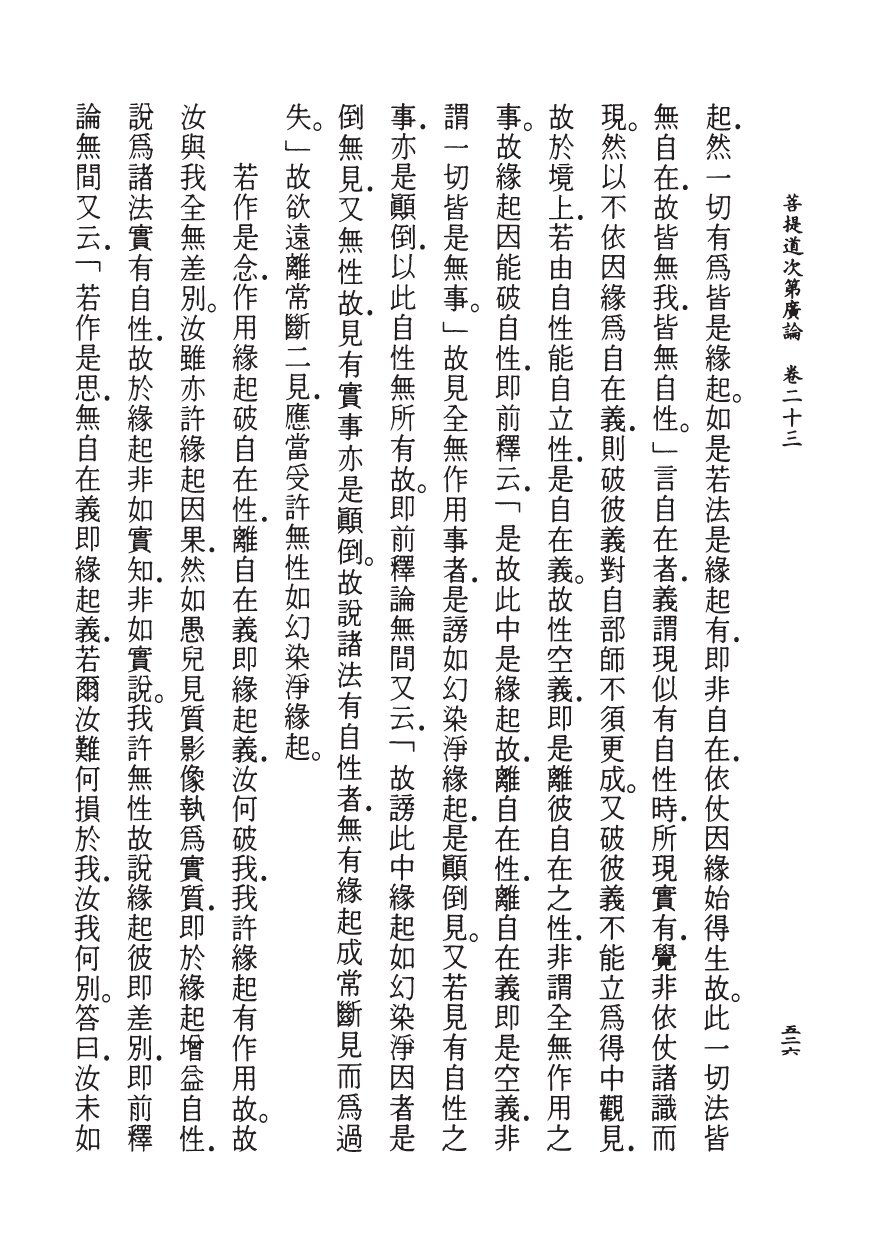 菩提道次第廣論　卷二十三
五三六
起．然一切有爲皆是緣起。如是若法是緣起有．即非自在．依仗因緣始得生故。此一切法皆
無自在．故皆無我．皆無自性。」言自在者．義謂現似有自性時．所現實有．覺非依仗諸識而
現。然以不依因緣爲自在義．則破彼義對自部師不須更成。又破彼義不能立爲得中觀見．
故於境上．若由自性能自立性．是自在義。故性空義．即是離彼自在之性．非謂全無作用之
事。故緣起因能破自性．即前釋云．「是故此中是緣起故．離自在性．離自在義即是空義．非
謂一切皆是無事。」故見全無作用事者．是謗如幻染淨緣起．是顚倒見。又若見有自性之
事．亦是顚倒．以此自性無所有故。即前釋論無間又云．「故謗此中緣起如幻染淨因者是
倒無見．又無性故．見有實事亦是顚倒。故說諸法有自性者．無有緣起成常斷見而爲過
失。」故欲遠離常斷二見．應當受許無性如幻染淨緣起。
若作是念．作用緣起破自在性．離自在義即緣起義．汝何破我．我許緣起有作用故。故
汝與我全無差別。汝雖亦許緣起因果．然如愚兒見質影像執爲實質．即於緣起增益自性．
說爲諸法實有自性．故於緣起非如實知．非如實說。我許無性故說緣起彼即差別．即前釋
論無間又云．「若作是思．無自在義即緣起義．若爾汝難何損於我．汝我何別。答曰．汝未如